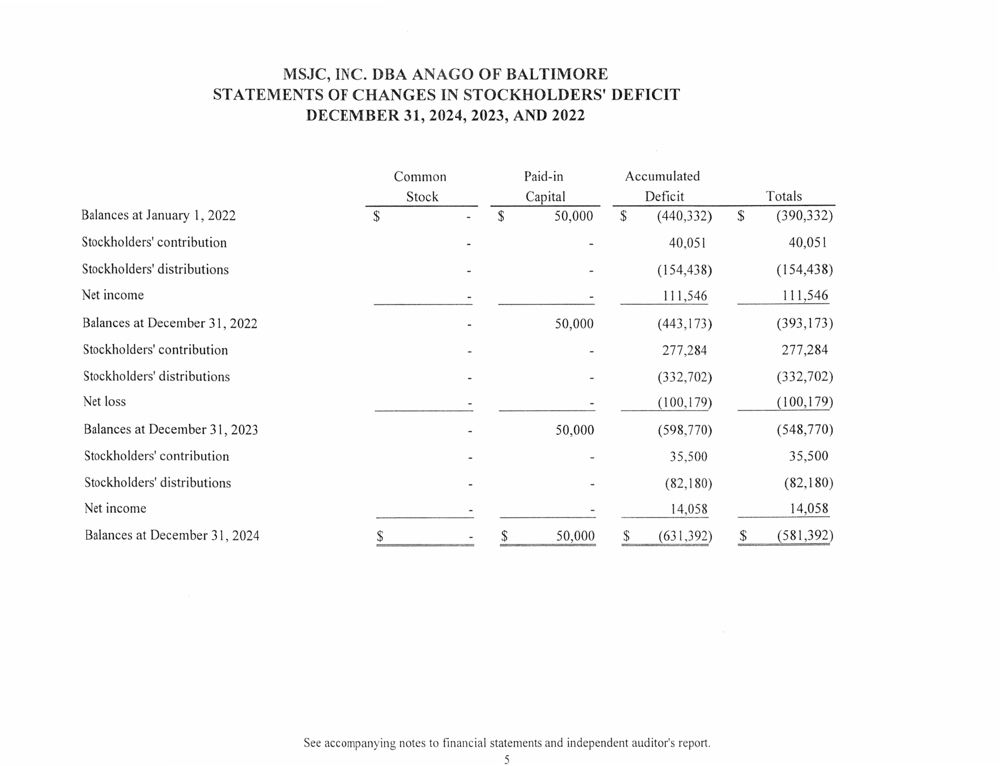 MSJC, INC. DBA ANAGO OF BALTIMORE
STATEMENTS OF CHANGES IN STOCKHOLDERS' DEFICIT
DECEMBER 31, 2024, 2023, AND 2022
Common Paid-in Accumulated
Stock Capital Deficit Totals
Balances at January 1, 2022 $ - $ 50,000 $ (440,332) $ (390,332)
Stockholders' contribution - - 40,051 40,051
Stockholders' distributions - - (154,438) (154,438)
Net income - - 111,546 111,546
Balances at December 31, 2022 - 50,000 (443,173) (393,173)
Stockholders' contribution - - 277,284 277,284
Stockholders' distributions - - (332,702) (332,702)
Net loss - - (100,179) (100,179)
Balances at December 31, 2023 - 50,000 (598,770) (548,770)
Stockholders' contribution - - 35,500 35,500
Stockholders' distributions - - (82,180) (82,180)
Net income - - 14,058 14,058
Balances at December 31, 2024 $ - $ 50,000 $ (631,392) $ (581,392)
See accompanying notes to financial statements and independent auditor's report.
5